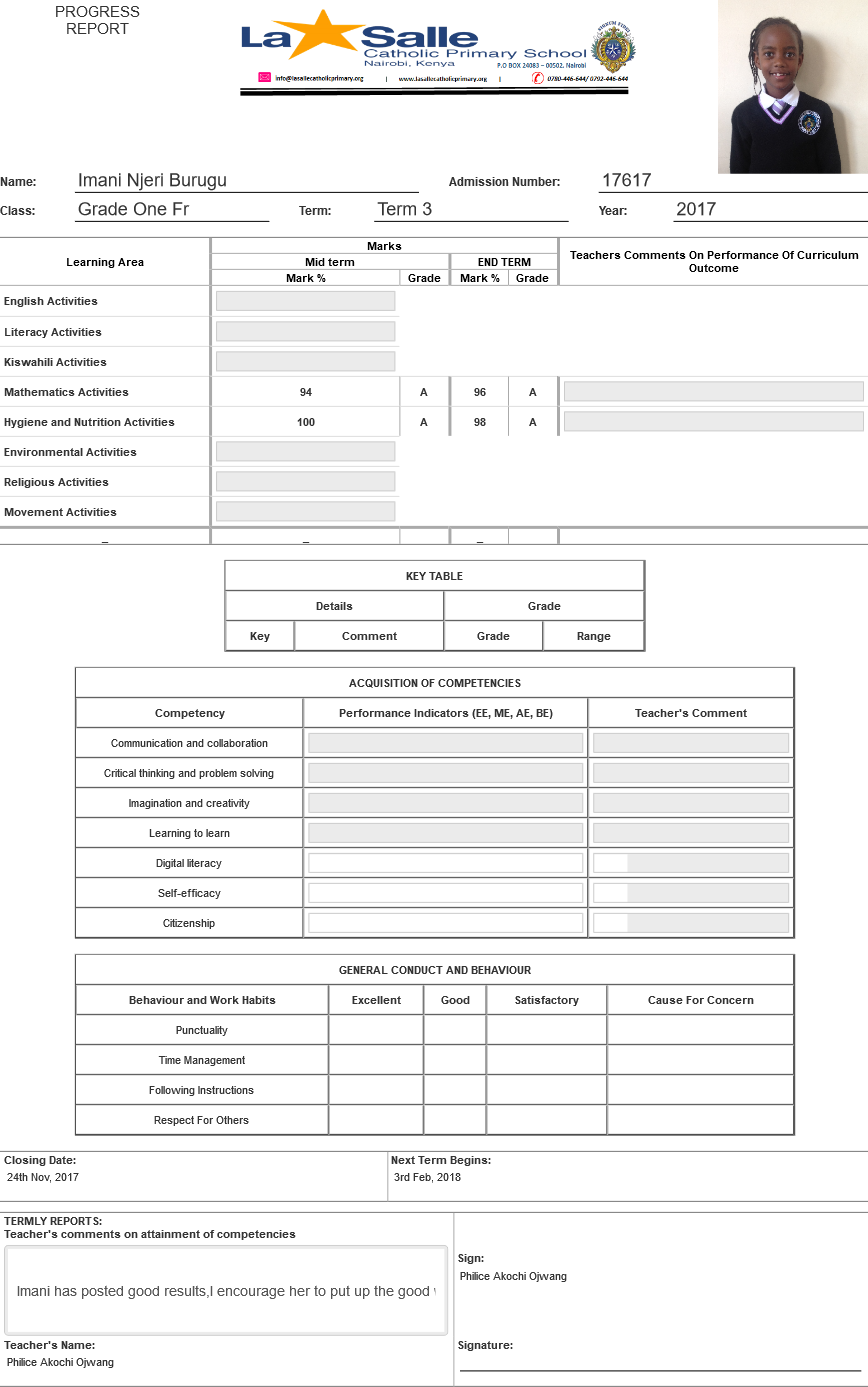 PROGRESS
REPORT
La Salle
Catholic Primary School
Nairobi, Kenya
P.O BOX 24083 – 00502, Nairobi
info@lasallecatholicprimary.org | www.lasallecatholicprimary.org | 0780-446-644/ 0792-446-644
Name: Imani Njeri Burugu Admission Number: 17617
Class: Grade One Fr Term: Term 3 Year: 2017
Learning Area Marks Teachers Comments On Performance Of Curriculum Outcome
Mid term END TERM
Mark % Grade Mark % Grade
English Activities
Literacy Activities
Kiswahili Activities
Mathematics Activities 94 A 96 A
Hygiene and Nutrition Activities 100 A 98 A
Environmental Activities
Religious Activities
Movement Activities
– – –
KEY TABLE
Details Grade
Key Comment Grade Range
ACQUISITION OF COMPETENCIES
Competency Performance Indicators (EE, ME, AE, BE) Teacher's Comment
Communication and collaboration
Critical thinking and problem solving
Imagination and creativity
Learning to learn
Digital literacy
Self-efficacy
Citizenship
GENERAL CONDUCT AND BEHAVIOUR
Behaviour and Work Habits Excellent Good Satisfactory Cause For Concern
Punctuality
Time Management
Following Instructions
Respect For Others
Closing Date: Next Term Begins:
24th Nov, 2017 3rd Feb, 2018
TERMLY REPORTS:
Teacher's comments on attainment of competencies
Imani has posted good results,I encourage her to put up the good
Sign:
Philice Akochi Ojwang
Teacher's Name: Signature:
Philice Akochi Ojwang